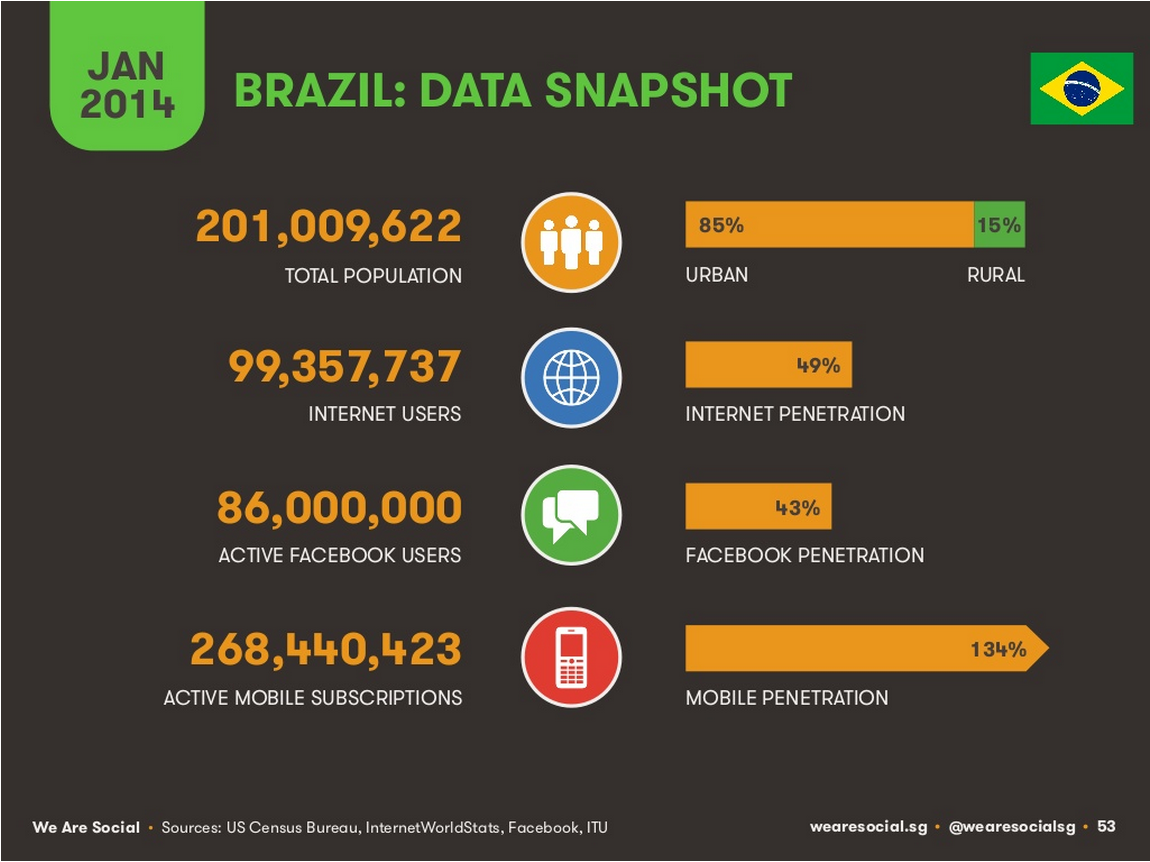 JAN
2014
BRAZIL: DATA SNAPSHOT
201,009,622
TOTAL POPULATION
85%
15%
URBAN
RURAL
99,357,737
INTERNET USERS
49%
INTERNET PENETRATION
86,000,000
ACTIVE FACEBOOK USERS
43%
FACEBOOK PENETRATION
268,440,423
ACTIVE MOBILE SUBSCRIPTIONS
134%
MOBILE PENETRATION
We Are Social • Sources: US Census Bureau, InternetWorldStats, Facebook, ITU
wearesocial.sg • @wearesocialsg • 53